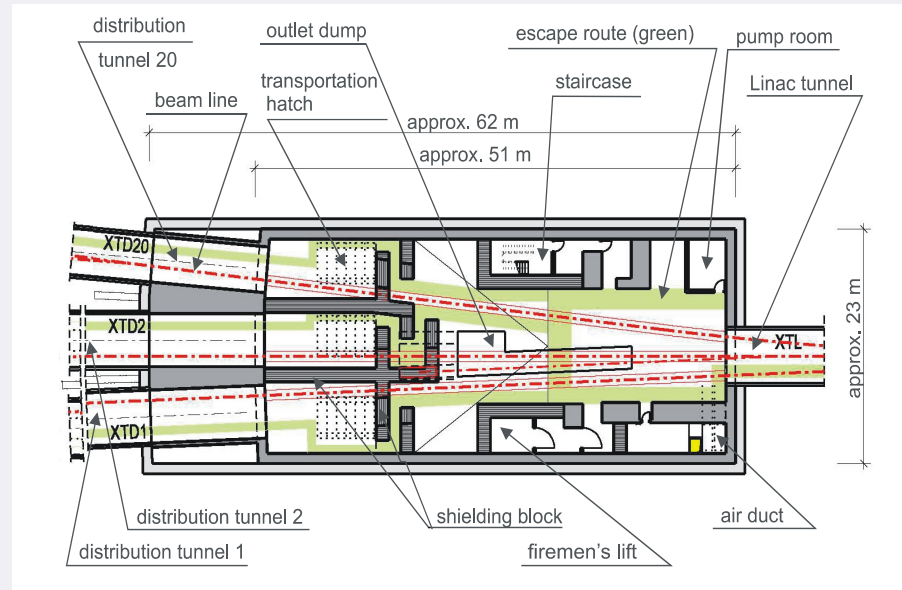 distribution
tunnel 20
outlet dump
escape route (green)
pump room
beam line
transportation
hatch
staircase
Linac tunnel
approx. 62 m
approx. 51 m
XTD20
XTD2
XTL
approx. 23 m
XTD1
distribution tunnel 2
shielding block
air duct
distribution tunnel 1
firemen's lift